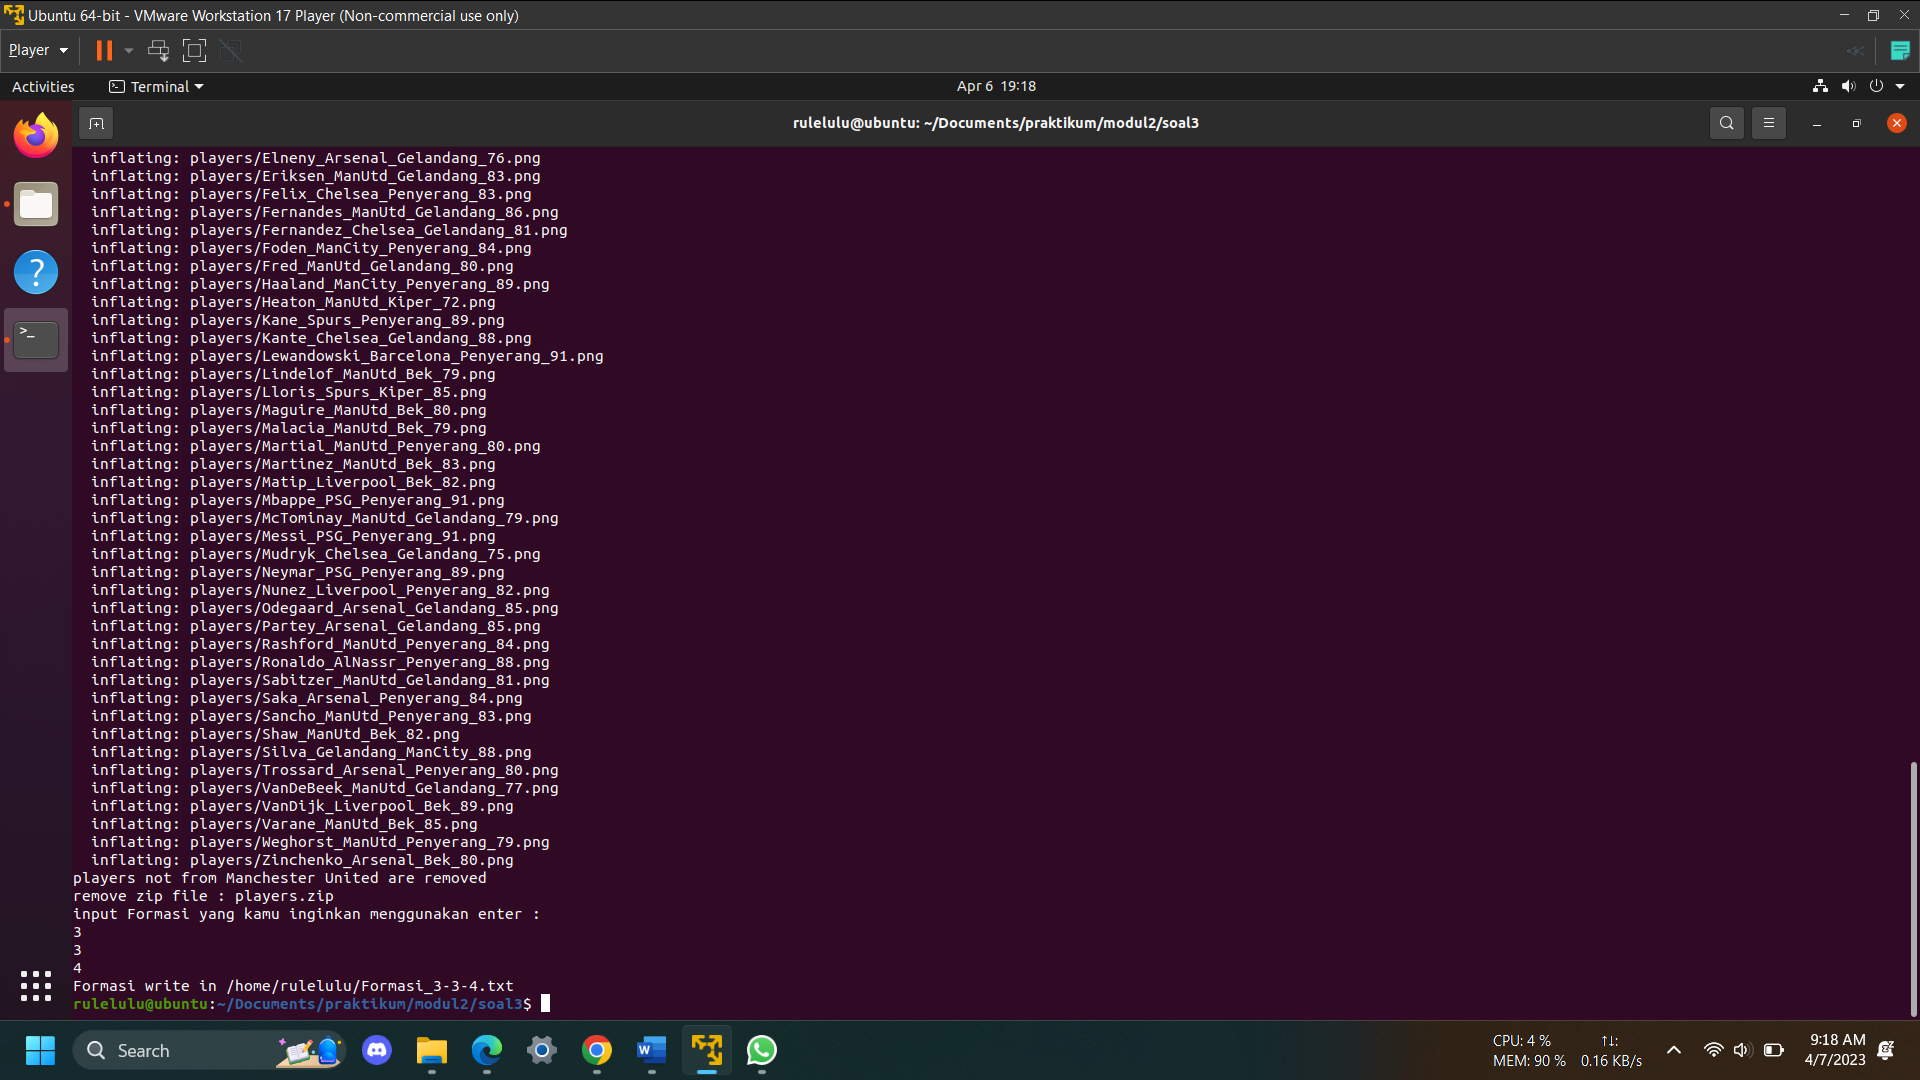 Ubuntu 64-bit - VMware Workstation 17 Player (Non-commercial use only)
Player
Activities
Terminal
Apr 6 19:18
rulelulu@ubuntu: ~/Documents/praktikum/modul2/soal3
inflating: players/Elneny_Arsenal_Gelandang_76.png
inflating: players/Eriksen_ManUtd_Gelandang_83.png
inflating: players/Felix_Chelsea_Penyerang_83.png
inflating: players/Fernandes_ManUtd_Gelandang_86.png
inflating: players/Fernandez_Chelsea_Gelandang_81.png
inflating: players/Foden_ManCity_Penyerang_84.png
inflating: players/Fred_ManUtd_Gelandang_80.png
inflating: players/Haaland_ManCity_Penyerang_89.png
inflating: players/Heaton_ManUtd_Kiper_72.png
inflating: players/Kane_Spurs_Penyerang_89.png
inflating: players/Kante_Chelsea_Gelandang_88.png
inflating: players/Lewandowski_Barcelona_Penyerang_91.png
inflating: players/Lindelof_ManUtd_Bek_79.png
inflating: players/Lloris_Spurs_Kiper_85.png
inflating: players/Maguire_ManUtd_Bek_80.png
inflating: players/Malacia_ManUtd_Bek_79.png
inflating: players/Martial_ManUtd_Penyerang_80.png
inflating: players/Martinez_ManUtd_Bek_83.png
inflating: players/Matip_Liverpool_Bek_82.png
inflating: players/Mbappe_PSG_Penyerang_91.png
inflating: players/McTominay_ManUtd_Gelandang_79.png
inflating: players/Messi_PSG_Penyerang_91.png
inflating: players/Mudryk_Chelsea_Gelandang_75.png
inflating: players/Neymar_PSG_Penyerang_89.png
inflating: players/Nunez_Liverpool_Penyerang_82.png
inflating: players/Odegaard_Arsenal_Gelandang_85.png
inflating: players/Partey_Arsenal_Gelandang_85.png
inflating: players/Rashford_ManUtd_Penyerang_84.png
inflating: players/Ronaldo_AlNassr_Penyerang_88.png
inflating: players/Sabitzer_ManUtd_Gelandang_81.png
inflating: players/Saka_Arsenal_Penyerang_84.png
inflating: players/Sancho_ManUtd_Penyerang_83.png
inflating: players/Shaw_ManUtd_Bek_82.png
inflating: players/Silva_Gelandang_ManCity_88.png
inflating: players/Trossard_Arsenal_Penyerang_80.png
inflating: players/VanDeBeek_ManUtd_Gelandang_77.png
inflating: players/VanDijk_Liverpool_Bek_89.png
inflating: players/Varane_ManUtd_Bek_85.png
inflating: players/Weghorst_ManUtd_Penyerang_79.png
inflating: players/Zinchenko_Arsenal_Bek_80.png
players not from Manchester United are removed
remove zip file : players.zip
input Formasi yang kamu inginkan menggunakan enter :
3
3
4
Formasi write in /home/rulelulu/Formasi_3-3-4.txt
rulelulu@ubuntu:~/Documents/praktikum/modul2/soal3$
Search
CPU: 4 %
MEM: 90 %
↑↓:
0.16 KB/s
9:18 AM
4/7/2023